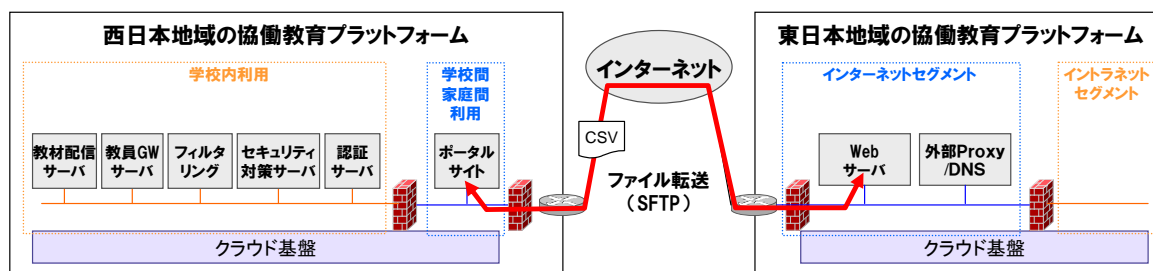 西日本地域の協働教育プラットフォーム
学校内利用
学校間
家庭間
利用
教材配信
サーバ
教員GW
サーバ
フィルタ
リング
セキュリティ
対策サーバ
認証
サーバ
ポータル
サイト
クラウド基盤
インターネット
CSV
ファイル転送
（SFTP）
東日本地域の協働教育プラットフォーム
インターネットセグメント
イントラネット
セグメント
Web
サーバ
外部Proxy
/DNS
クラウド基盤